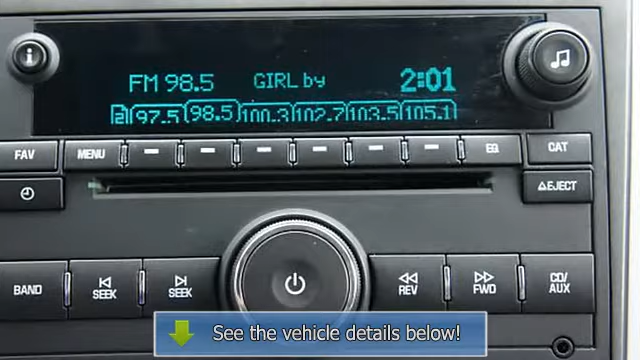 FM 98.5 GIRL by 2:01
2 97.5 98.5 100.3 102.7 103.5 105.1
FAV MENU EQ CAT
EJECT
BAND SEEK SEEK REV FWD CD/AUX
See the vehicle details below!